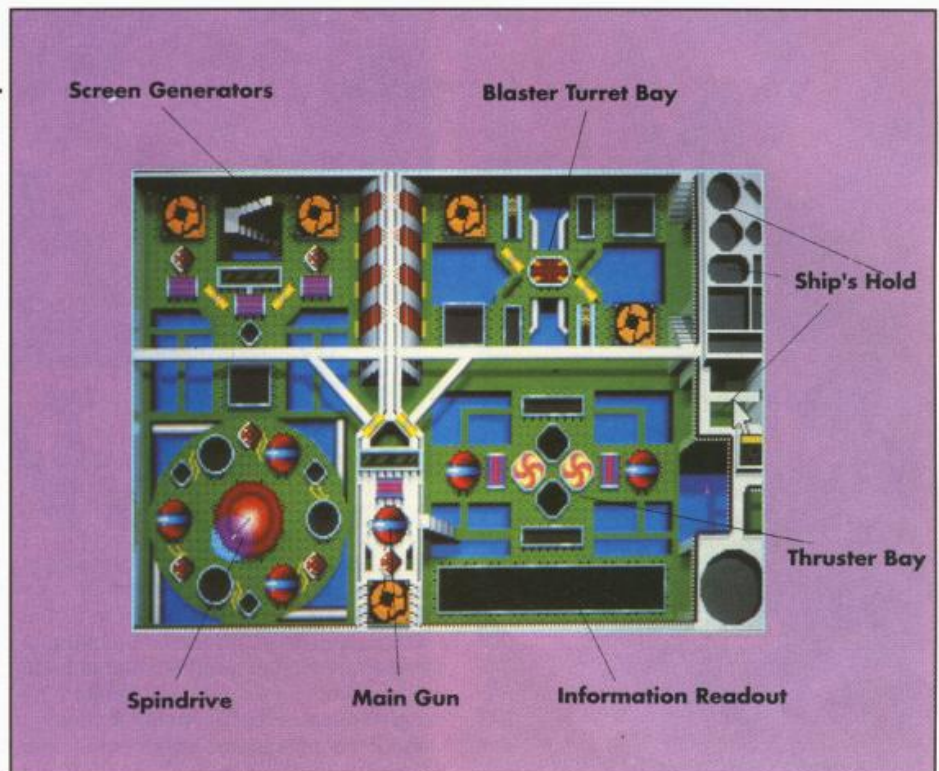 Screen Generators
Blaster Turret Bay
Ship's Hold
Thruster Bay
Spindrive
Main Gun
Information Readout